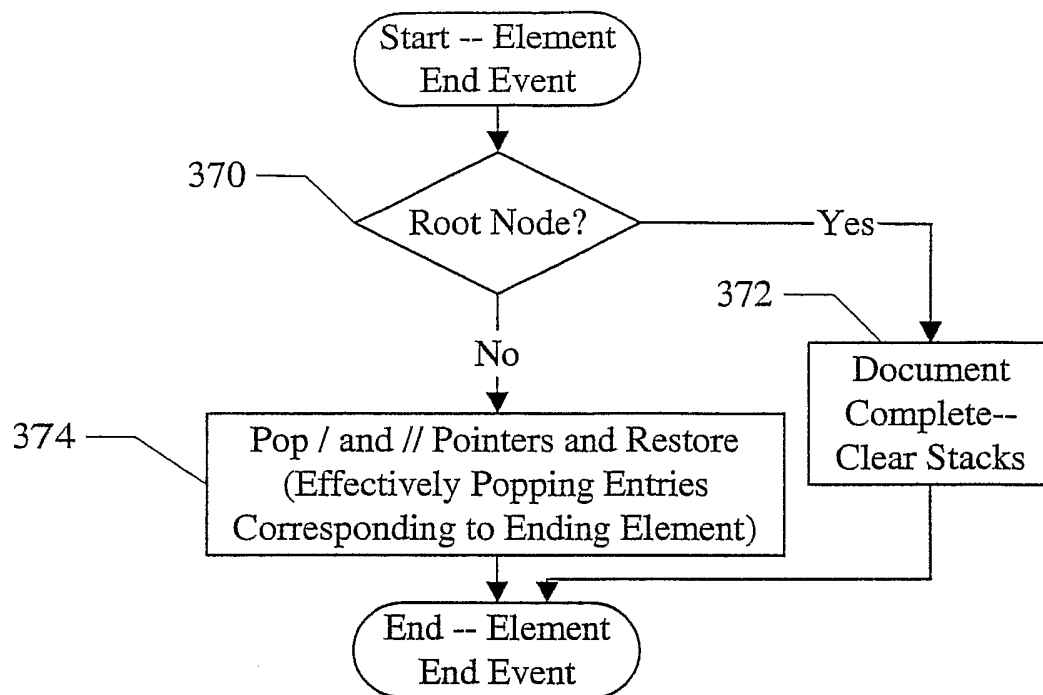 Start -- Element
End Event
370
Root Node?
Yes
372
No
Document
Complete--
Clear Stacks
374
Pop / and // Pointers and Restore
(Effectively Popping Entries
Corresponding to Ending Element)
End -- Element
End Event